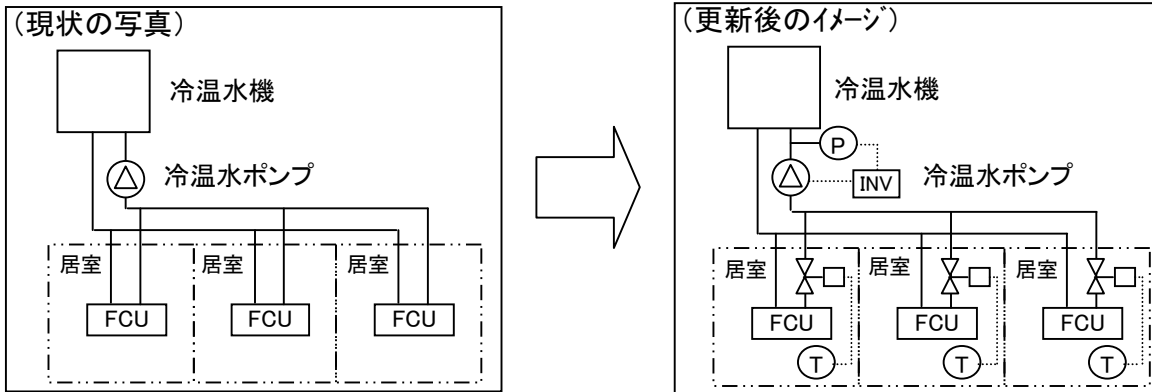 (現状の写真)
冷温水機
冷温水ポンプ
居室
居室
居室
FCU
FCU
FCU
(更新後のイメージ)
冷温水機
P
INV
冷温水ポンプ
居室
居室
居室
FCU
FCU
FCU
T
T
T